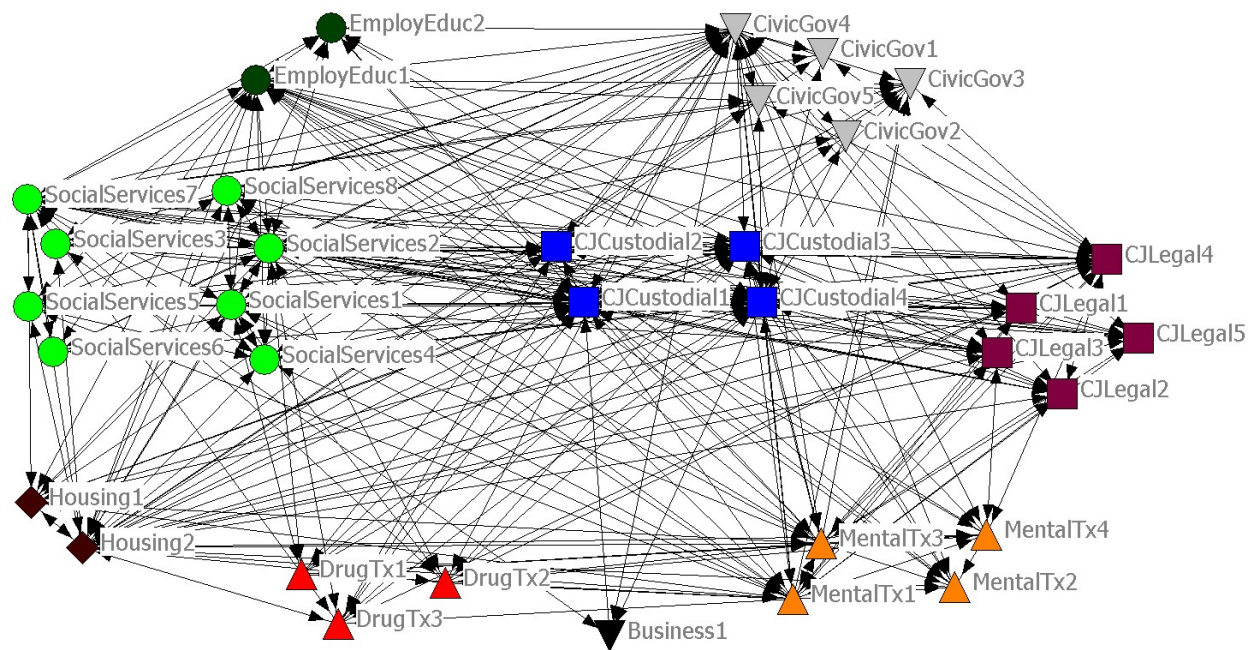 EmployEduc2
CivicGov4
CivicGov1
EmployEduc1
CivicGov3
CivicGov5
CivicGov2
SocialServices7
SocialServices8
SocialServices3
SocialServices2
CJCustodial2
CJCustodial3
CJLegal4
SocialServices5
SocialServices1
CJCustodial1
CJCustodial4
CJLegal1
CJLegal5
SocialServices6
SocialServices4
CJLegal3
CJLegal2
Housing1
Housing2
MentalTx3
MentalTx4
DrugTx1
DrugTx2
MentalTx1
MentalTx2
DrugTx3
Business1